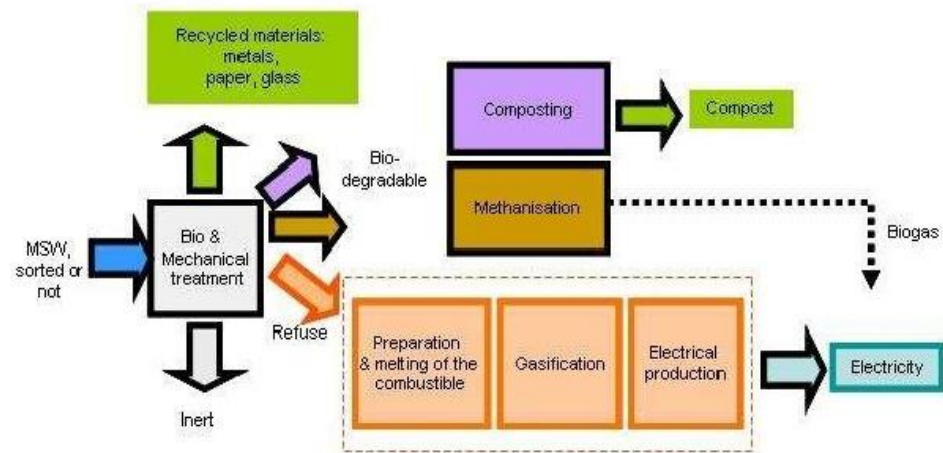 Recycled materials:
metals,
paper, glass
Composting
Compost
Bio-
degradable
Methanisation
Bio &
Mechanical
treatment
MSW,
sorted or
not
Biogas
Refuse
Preparation
& melting of the
combustible
Gasification
Electrical
production
Electricity
Inert